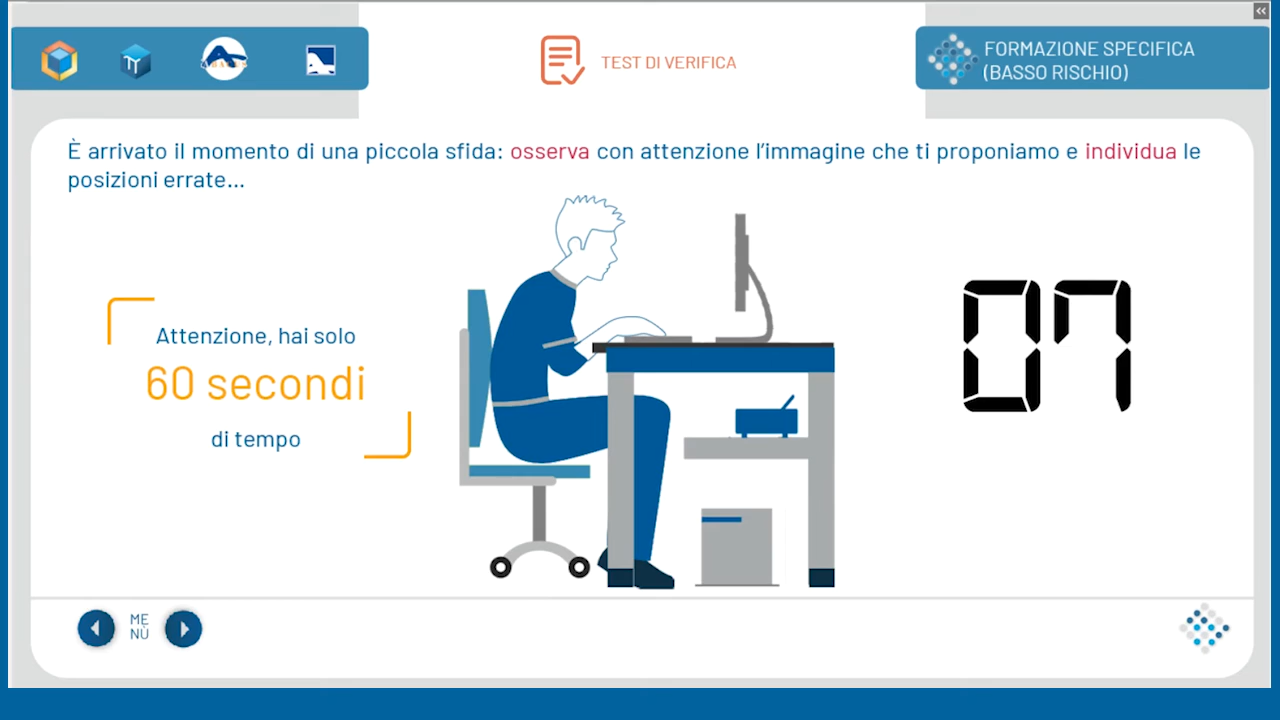 TEST DI VERIFICA
FORMAZIONE SPECIFICA
(BASSO RISCHIO)
È arrivato il momento di una piccola sfida: osserva con attenzione l’immagine che ti proponiamo e individua le
posizioni errate...
Attenzione, hai solo
60 secondi
di tempo
07
ME
NÙ